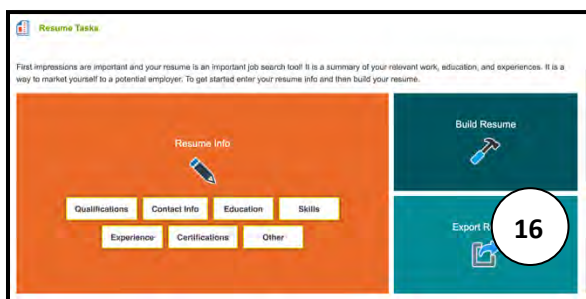 Resume Tasks
First impressions are important and your resume is an important job search tool! It is a summary of your relevant work, education, and experiences. It is a
way to market yourself to a potential employer. To get started enter your resume info and then build your resume.
Resume Info
Qualifications Contact Info Education Skills
Experience Certifications Other
Build Resume
Export
16